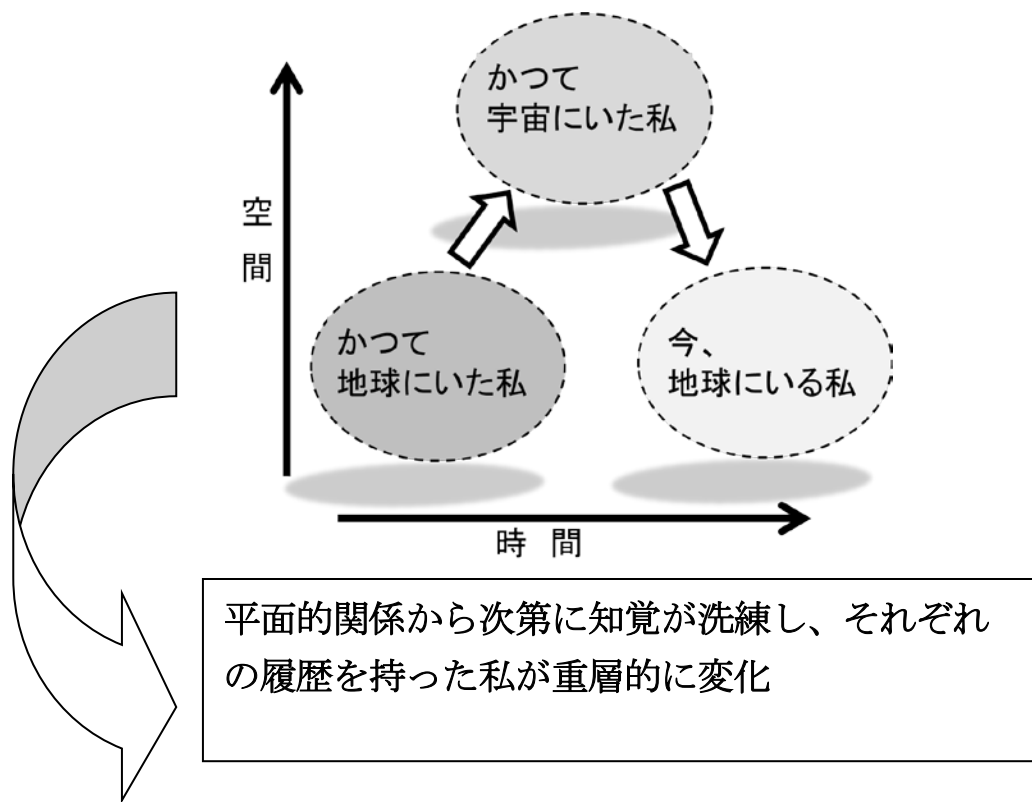 かつて
宇宙にいた私
空
間
かつて
地球にいた私
今、
地球にいる私
時 間
平面的関係から次第に知覚が洗練し、それぞれ
の履歴を持った私が重層的に変化